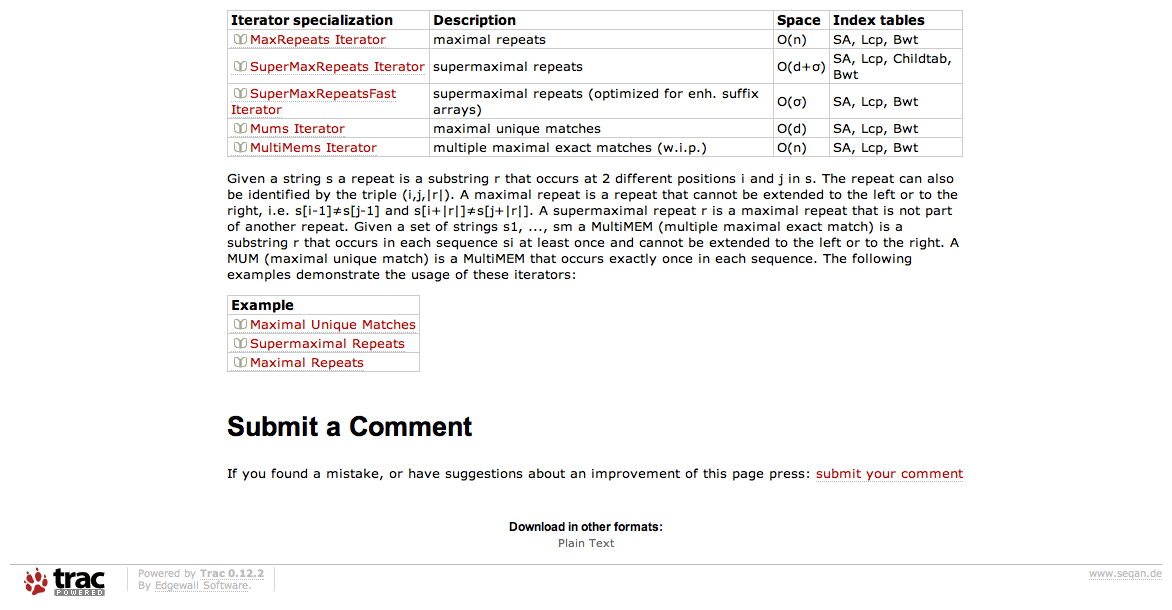 Iterator specialization Description Space Index tables
MaxRepeats Iterator maximal repeats O(n) SA, Lcp, Bwt
SuperMaxRepeats Iterator supermaximal repeats O(d+σ) SA, Lcp, Childtab,
Bwt
SuperMaxRepeatsFast supermaximal repeats (optimized for enh. suffix
Iterator arrays) O(σ) SA, Lcp, Bwt
Mums Iterator maximal unique matches O(d) SA, Lcp, Bwt
MultiMems Iterator multiple maximal exact matches (w.i.p.) O(n) SA, Lcp, Bwt
Given a string s a repeat is a substring r that occurs at 2 different positions i and j in s. The repeat can also
be identified by the triple (i,j,|r|). A maximal repeat is a repeat that cannot be extended to the left or to the
right, i.e. s[i-1]≠s[j-1] and s[i+|r|]≠s[j+|r|]. A supermaximal repeat r is a maximal repeat that is not part
of another repeat. Given a set of strings s1, ..., sm a MultiMEM (multiple maximal exact match) is a
substring r that occurs in each sequence si at least once and cannot be extended to the left or to the right. A
MUM (maximal unique match) is a MultiMEM that occurs exactly once in each sequence. The following
examples demonstrate the usage of these iterators:
Example
Maximal Unique Matches
Supermaximal Repeats
Maximal Repeats
Submit a Comment
If you found a mistake, or have suggestions about an improvement of this page press: submit your comment
Download in other formats:
Plain Text
trac
POWERED
Powered by Trac 0.12.2
By Edgewall Software.
www.seqan.de